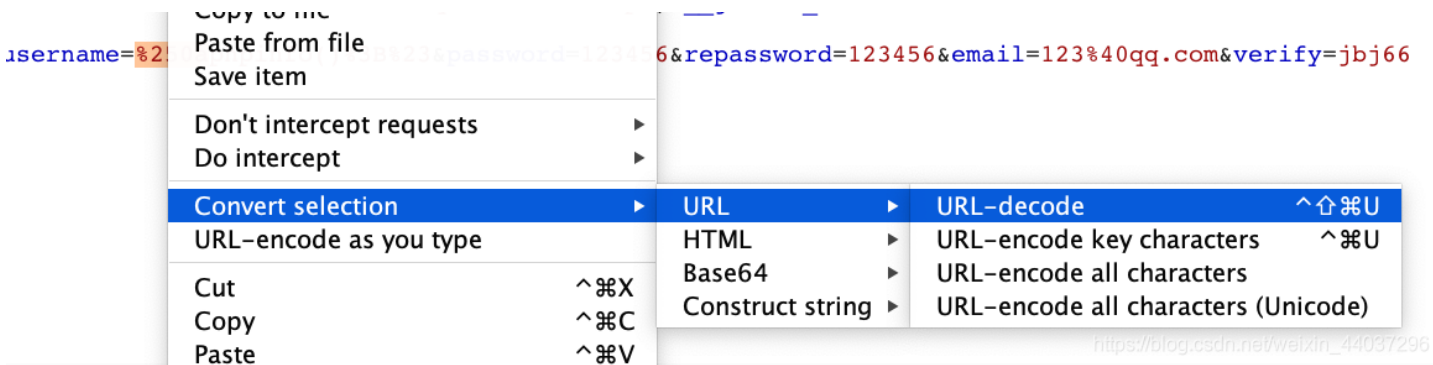 Copy to file
username=%25 %23&password=123456&repassword=123456&email=123%40qq.com&verify=jbj66
Paste from file
Save item
Don't intercept requests ▶
Do intercept ▶
Convert selection ▶
URL-encode as you type
Cut ^⌘X
Copy ^⌘C
Paste ^⌘V
URL ▶
HTML ▶
Base64 ▶
Construct string ▶
URL-decode ^⇧⌘U
URL-encode key characters ^⌘U
URL-encode all characters
URL-encode all characters (Unicode)
https://blog.csdn.net/weixin_44037296